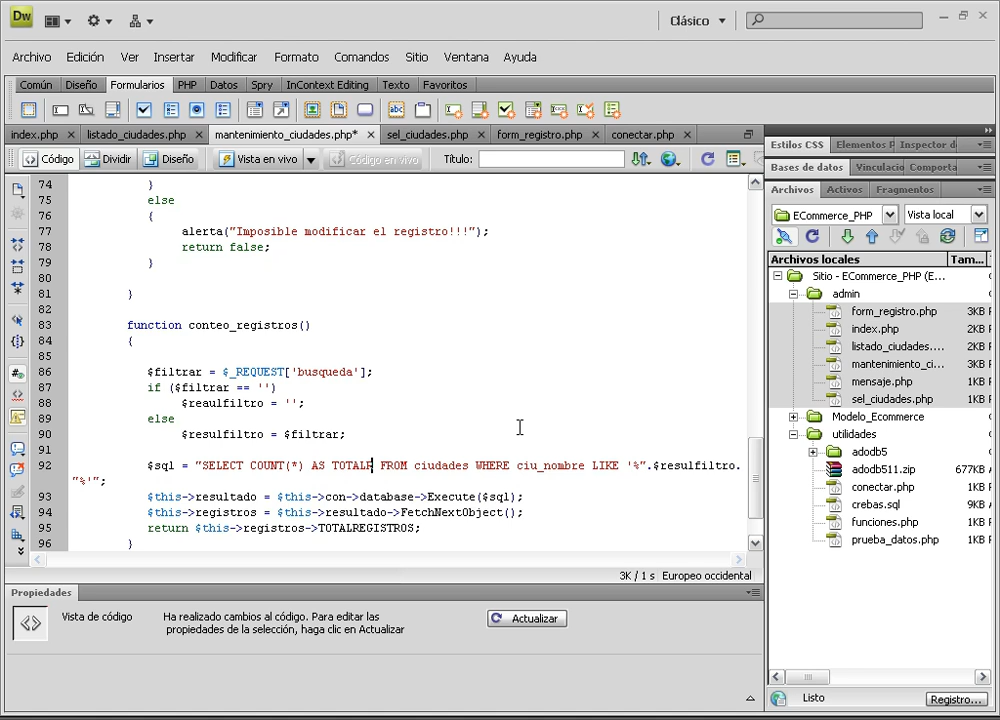 Dw
Clásico
Archivo Edición Ver Insertar Modificar Formato Comandos Sitio Ventana Ayuda
Común Diseño Formularios PHP Datos Spry InContext Editing Texto Favoritos
index.php listado_ciudades.php mantenimiento_ciudades.php* sel_ciudades.php form_registro.php conectar.php
Código Dividir Diseño Vista en vivo Código en vivo Título:
74 }
75 else
76 {
77 alerta("Imposible modificar el registro!!!");
78 return false;
79 }
80
81 }
82
83 function conteo_registros()
84 {
85
86 $filtrar = $_REQUEST['busqueda'];
87 if ($filtrar == '')
88 $reaulfiltro = '';
89 else
90 $resulfiltro = $filtrar;
91
92 $sql = "SELECT COUNT(*) AS TOTALR FROM ciudades WHERE ciu_nombre LIKE '%".$resulfiltro.
"%'";
93 $this->resultado = $this->con->database->Execute($sql);
94 $this->registros = $this->resultado->FetchNextObject();
95 return $this->registros->TOTALREGISTROS;
96 }
3K / 1 s Europeo occidental
Propiedades
Vista de código
Ha realizado cambios al código. Para editar las
propiedades de la selección, haga clic en Actualizar
Actualizar
Estilos CSS Elementos P Inspector d
Bases de datos Vinculacio Comporta
Archivos Activos Fragmentos
ECommerce_PHP Vista local
Archivos locales Tam...
Sitio - ECommerce_PHP (E...
admin
form_registro.php 3KB
index.php 2KB
listado_ciudades.... 2KB
mantenimiento_ci... 3KB
mensaje.php 1KB
sel_ciudades.php 1KB
Modelo_Ecommerce
utilidades
adodb5
adodb511.zip 677KB
conectar.php 1KB
crebas.sql 9KB
funciones.php 1KB
prueba_datos.php 1KB
Listo Registro...